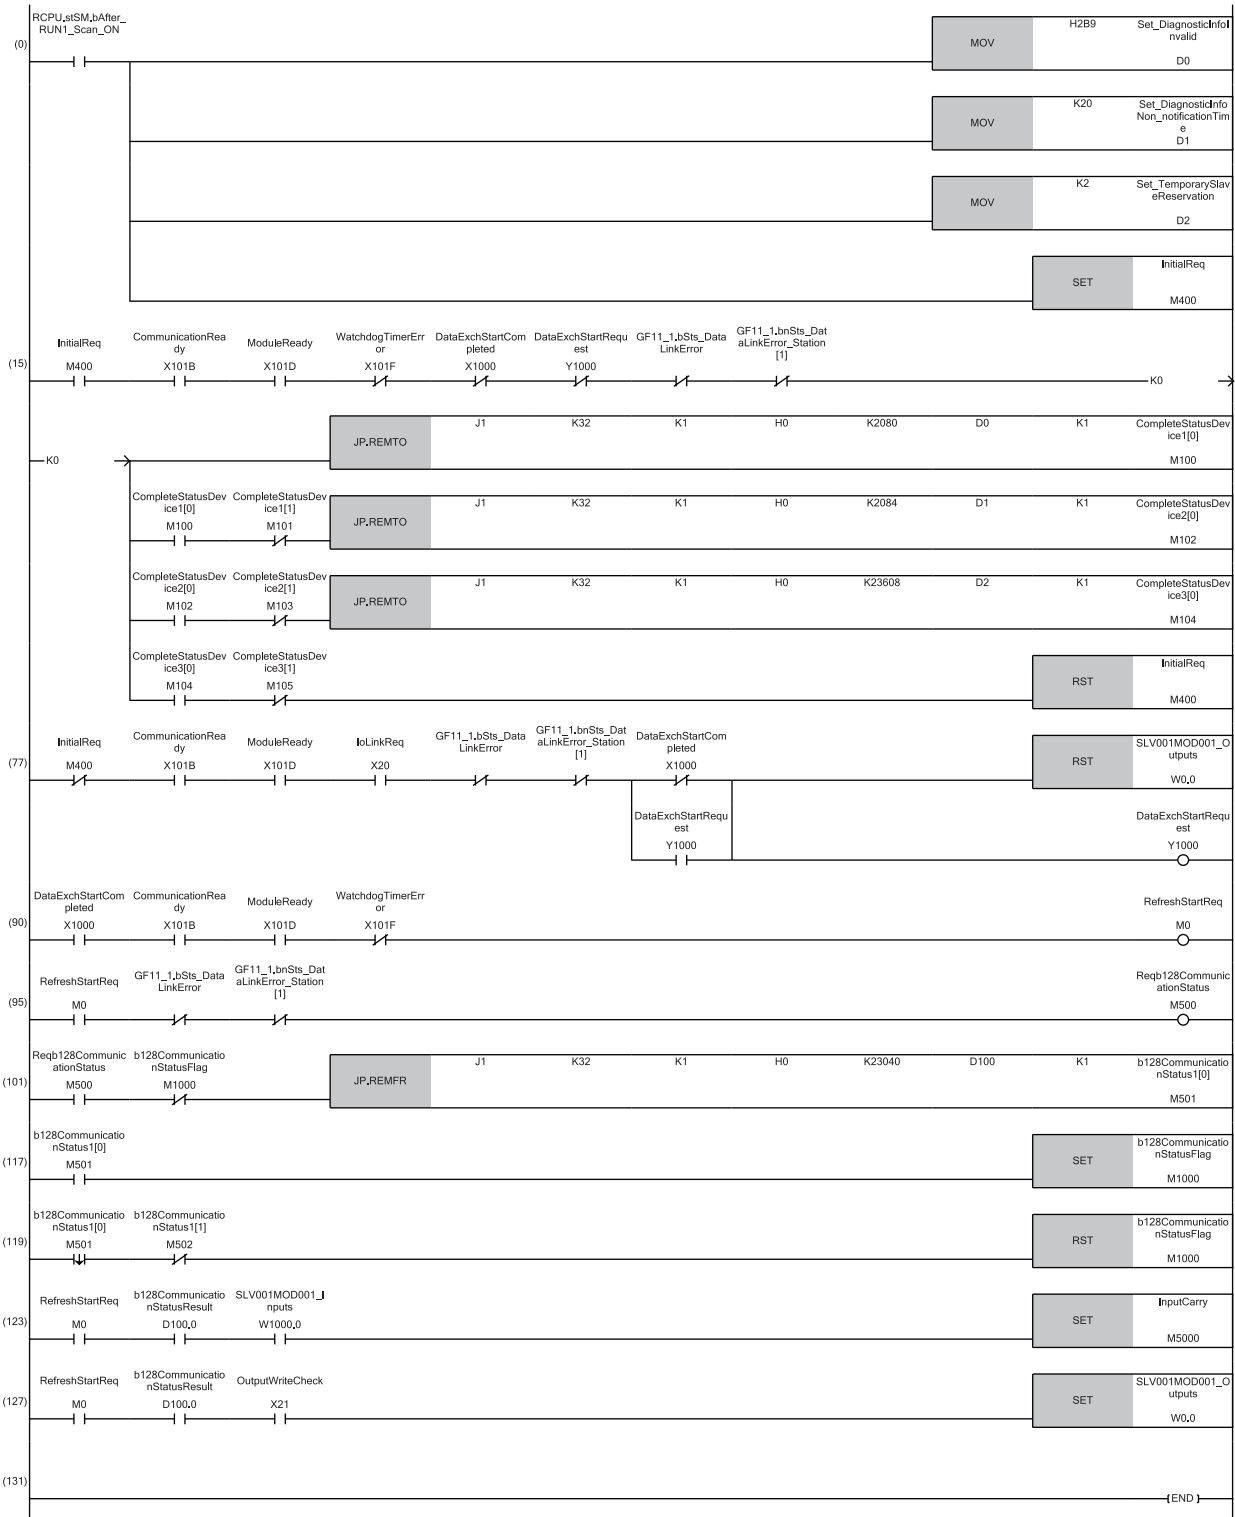 RCPU.stSM.bAfter_
RUN1_Scan_ON
(0)
MOV
H2B9
Set_DiagnosticInfoI
nvalid
D0
MOV
K20
Set_DiagnosticInfo
Non_notificationTim
e
D1
MOV
K2
Set_TemporarySlav
eReservation
D2
SET
InitialReq
M400
(15)
InitialReq
M400
CommunicationRea
dy
X101B
ModuleReady
X101D
WatchdogTimerErr
or
X101F
DataExchStartCom
pleted
X1000
DataExchStartRequ
est
Y1000
GF11_1.bSts_Data
LinkError
GF11_1.bnSts_Dat
aLinkError_Station
[1]
K0
K0
JP.REMTO
J1
K32
K1
H0
K2080
D0
K1
CompleteStatusDev
ice1[0]
M100
CompleteStatusDev
ice1[0]
M100
CompleteStatusDev
ice1[1]
M101
JP.REMTO
J1
K32
K1
H0
K2084
D1
K1
CompleteStatusDev
ice2[0]
M102
CompleteStatusDev
ice2[0]
M102
CompleteStatusDev
ice2[1]
M103
JP.REMTO
J1
K32
K1
H0
K23608
D2
K1
CompleteStatusDev
ice3[0]
M104
CompleteStatusDev
ice3[0]
M104
CompleteStatusDev
ice3[1]
M105
RST
InitialReq
M400
(77)
InitialReq
M400
CommunicationRea
dy
X101B
ModuleReady
X101D
IoLinkReq
X20
GF11_1.bSts_Data
LinkError
GF11_1.bnSts_Dat
aLinkError_Station
[1]
DataExchStartCom
pleted
X1000
RST
SLV001MOD001_O
utputs
W0.0
DataExchStartRequ
est
Y1000
DataExchStartRequ
est
Y1000
(90)
DataExchStartCom
pleted
X1000
CommunicationRea
dy
X101B
ModuleReady
X101D
WatchdogTimerErr
or
X101F
RefreshStartReq
M0
(95)
RefreshStartReq
M0
GF11_1.bSts_Data
LinkError
GF11_1.bnSts_Dat
aLinkError_Station
[1]
Reqb128Communic
ationStatus
M500
(101)
Reqb128Communic
ationStatus
M500
b128Communicatio
nStatusFlag
M1000
JP.REMFR
J1
K32
K1
H0
K23040
D100
K1
b128Communicatio
nStatus1[0]
M501
(117)
b128Communicatio
nStatus1[0]
M501
SET
b128Communicatio
nStatusFlag
M1000
(119)
b128Communicatio
nStatus1[0]
M501
b128Communicatio
nStatus1[1]
M502
RST
b128Communicatio
nStatusFlag
M1000
(123)
RefreshStartReq
M0
b128Communicatio
nStatusResult
D100.0
SLV001MOD001_I
nputs
W1000.0
SET
InputCarry
M5000
(127)
RefreshStartReq
M0
b128Communicatio
nStatusResult
D100.0
OutputWriteCheck
X21
SET
SLV001MOD001_O
utputs
W0.0
(131)
END